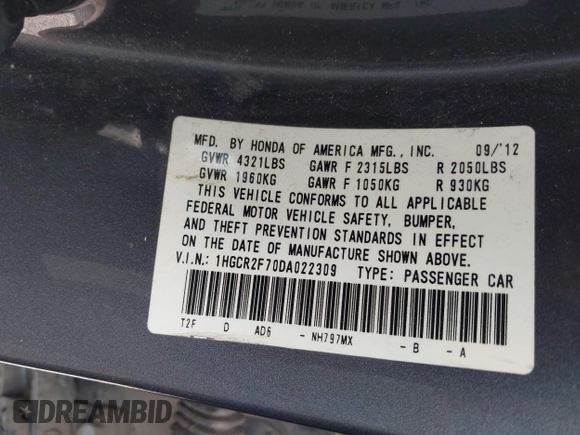 MFD. BY HONDA OF AMERICA MFG., INC. 09/'12
GVWR 4321LBS GAWR F 2315LBS R 2050LBS
GVWR 1960KG GAWR F 1050KG R 930KG
THIS VEHICLE CONFORMS TO ALL APPLICABLE
FEDERAL MOTOR VEHICLE SAFETY, BUMPER,
AND THEFT PREVENTION STANDARDS IN EFFECT
ON THE DATE OF MANUFACTURE SHOWN ABOVE.
V.I.N.: 1HGCR2F70DA022309 TYPE: PASSENGER CAR
T2F D AD6 - NH797MX - B - A
DREAMBID